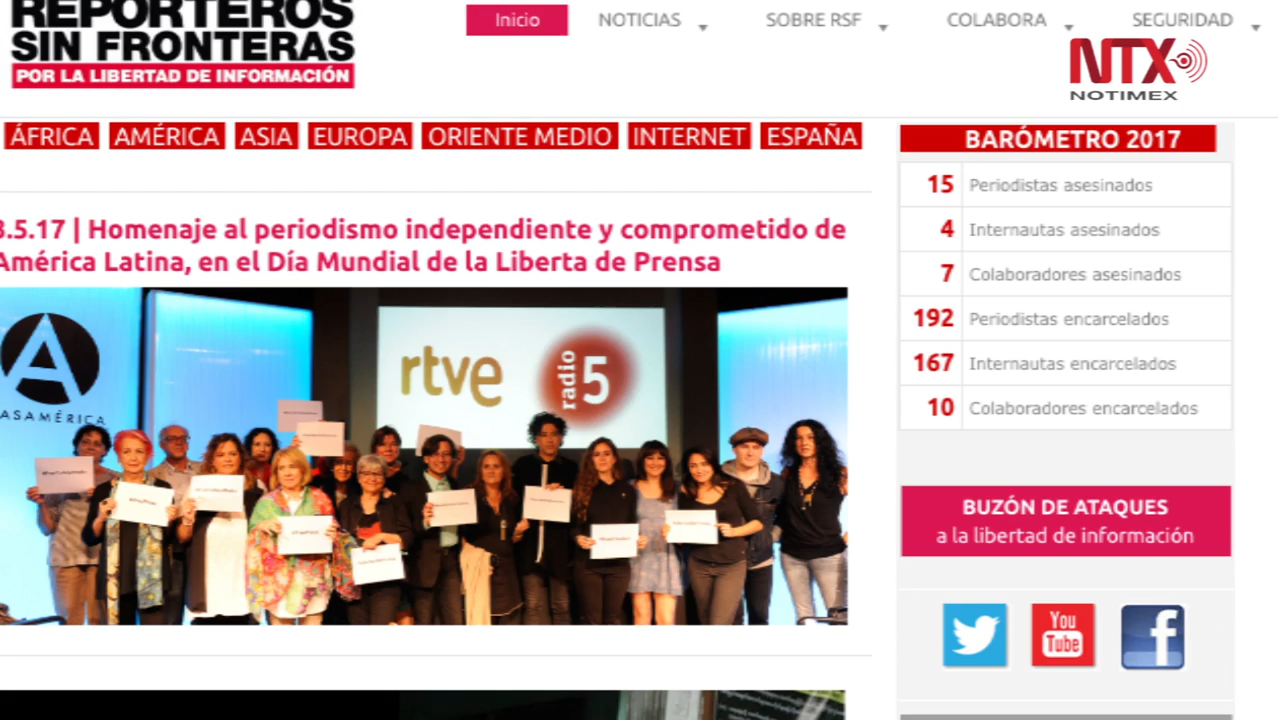 REPORTEROS
SIN FRONTERAS
POR LA LIBERTAD DE INFORMACIÓN
Inicio
NOTICIAS
SOBRE RSF
COLABORA
SEGURIDAD
NTX
NOTIMEX
ÁFRICA
AMÉRICA
ASIA
EUROPA
ORIENTE MEDIO
INTERNET
ESPAÑA
3.5.17 | Homenaje al periodismo independiente y comprometido de
América Latina, en el Día Mundial de la Liberta de Prensa
A
ASAMÉRICA
rtve
radio 5
BARÓMETRO 2017
15 Periodistas asesinados
4 Internautas asesinados
7 Colaboradores asesinados
192 Periodistas encarcelados
167 Internautas encarcelados
10 Colaboradores encarcelados
BUZÓN DE ATAQUES
a la libertad de información
You
Tube
f